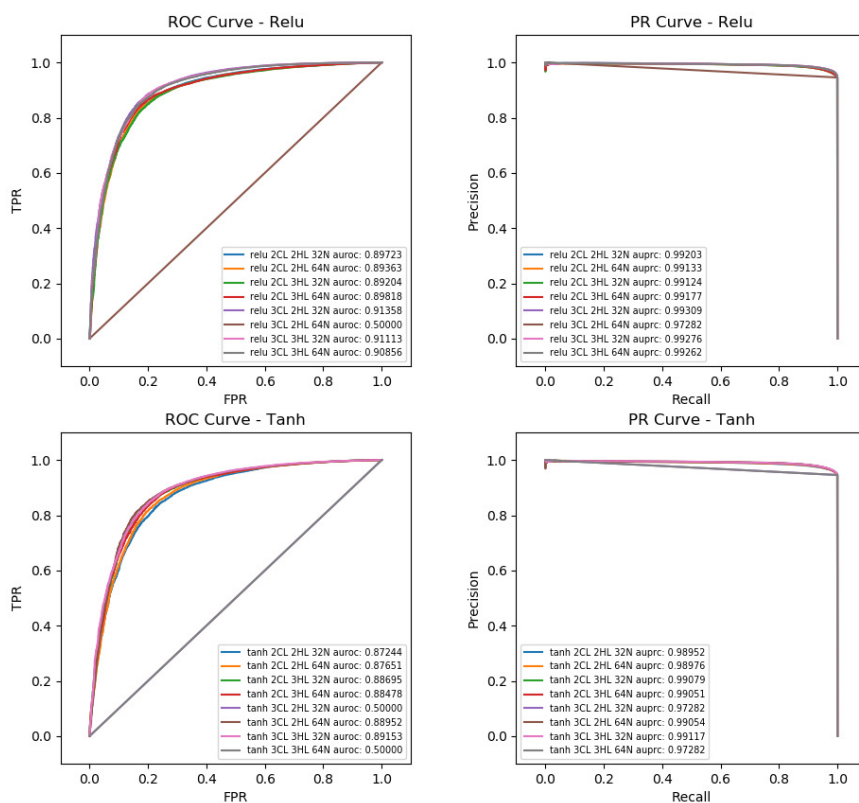 ROC Curve - Relu
1.0
0.8
0.6
0.4
0.2
0.0
TPR
relu 2CL 2HL 32N auroc: 0.89723
relu 2CL 2HL 64N auroc: 0.89363
relu 2CL 3HL 32N auroc: 0.89204
relu 2CL 3HL 64N auroc: 0.89818
relu 3CL 2HL 32N auroc: 0.91358
relu 3CL 2HL 64N auroc: 0.50000
relu 3CL 3HL 32N auroc: 0.91113
relu 3CL 3HL 64N auroc: 0.90856
0.0 0.2 0.4 0.6 0.8 1.0
FPR
PR Curve - Relu
1.0
0.8
0.6
0.4
0.2
0.0
Precision
relu 2CL 2HL 32N auprc: 0.99203
relu 2CL 2HL 64N auprc: 0.99133
relu 2CL 3HL 32N auprc: 0.99124
relu 2CL 3HL 64N auprc: 0.99177
relu 3CL 2HL 32N auprc: 0.99309
relu 3CL 2HL 64N auprc: 0.97282
relu 3CL 3HL 32N auprc: 0.99276
relu 3CL 3HL 64N auprc: 0.99262
0.0 0.2 0.4 0.6 0.8 1.0
Recall
ROC Curve - Tanh
1.0
0.8
0.6
0.4
0.2
0.0
TPR
tanh 2CL 2HL 32N auroc: 0.87244
tanh 2CL 2HL 64N auroc: 0.87651
tanh 2CL 3HL 32N auroc: 0.88695
tanh 2CL 3HL 64N auroc: 0.88478
tanh 3CL 2HL 32N auroc: 0.50000
tanh 3CL 2HL 64N auroc: 0.88952
tanh 3CL 3HL 32N auroc: 0.89153
tanh 3CL 3HL 64N auroc: 0.50000
0.0 0.2 0.4 0.6 0.8 1.0
FPR
PR Curve - Tanh
1.0
0.8
0.6
0.4
0.2
0.0
Precision
tanh 2CL 2HL 32N auprc: 0.98952
tanh 2CL 2HL 64N auprc: 0.98976
tanh 2CL 3HL 32N auprc: 0.99079
tanh 2CL 3HL 64N auprc: 0.99051
tanh 3CL 2HL 32N auprc: 0.97282
tanh 3CL 2HL 64N auprc: 0.99054
tanh 3CL 3HL 32N auprc: 0.99117
tanh 3CL 3HL 64N auprc: 0.97282
0.0 0.2 0.4 0.6 0.8 1.0
Recall